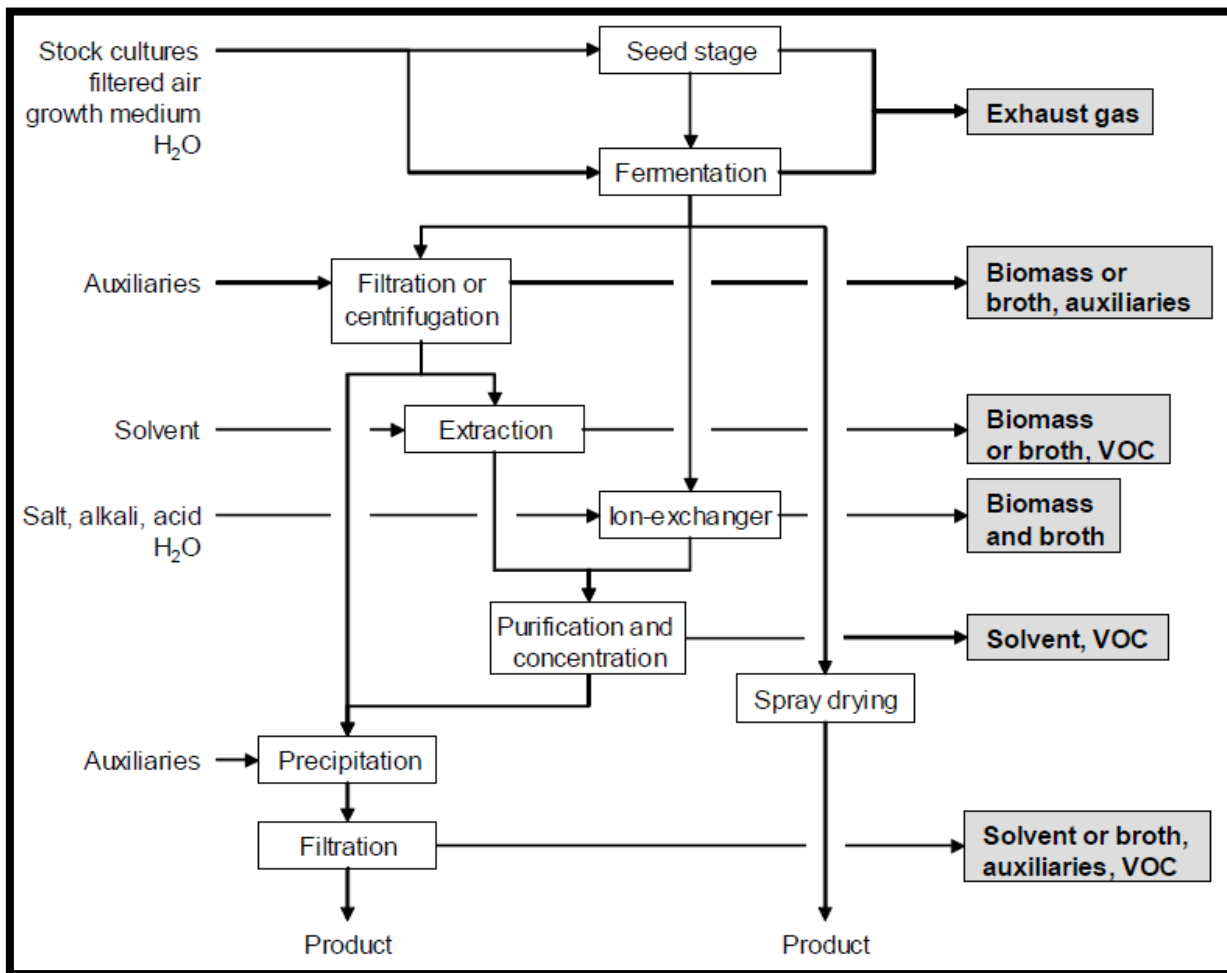 Stock cultures
filtered air
growth medium
H₂O
Seed stage
Exhaust gas
Fermentation
Auxiliaries
Filtration or
centrifugation
Biomass or
broth, auxiliaries
Solvent
Extraction
Biomass
or broth, VOC
Salt, alkali, acid
H₂O
Ion-exchanger
Biomass
and broth
Purification and
concentration
Solvent, VOC
Spray drying
Auxiliaries
Precipitation
Filtration
Solvent or broth,
auxiliaries, VOC
Product
Product